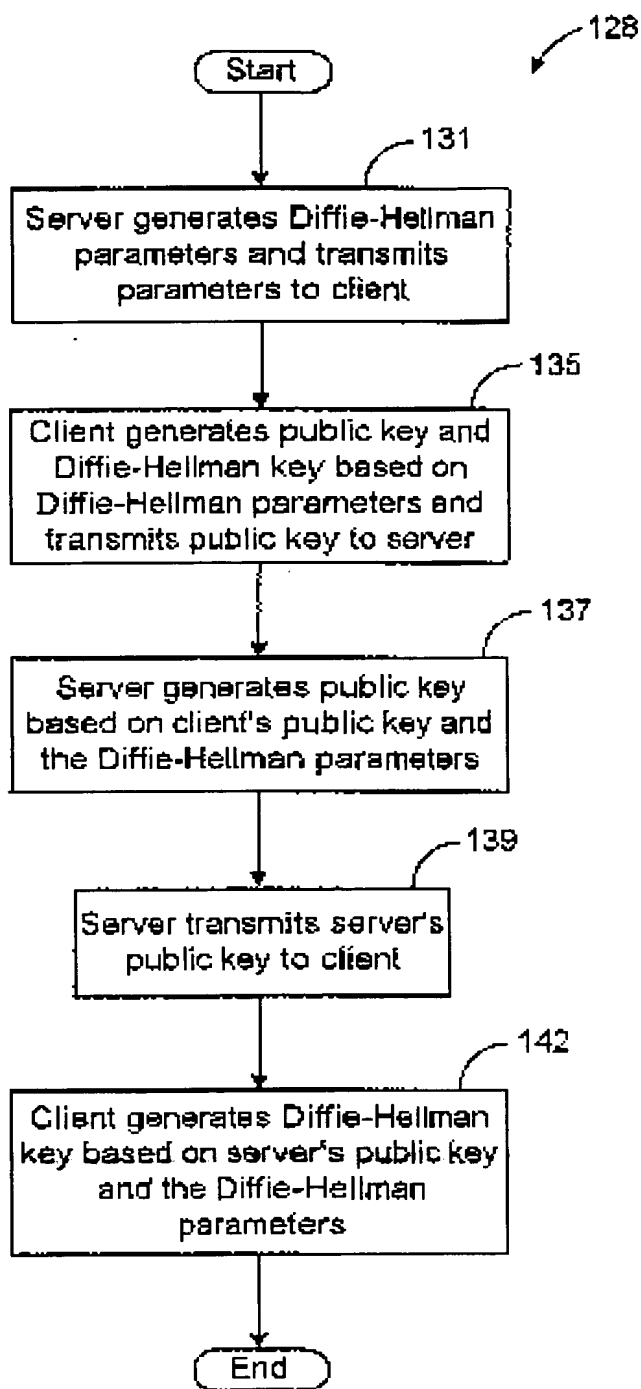 128
Start
131
Server generates Diffie-Hellman
parameters and transmits
parameters to client
135
Client generates public key and
Diffie-Hellman key based on
Diffie-Hellman parameters and
transmits public key to server
137
Server generates public key
based on client's public key and
the Diffie-Hellman parameters
139
Server transmits server's
public key to client
142
Client generates Diffie-Hellman
key based on server's public key
and the Diffie-Hellman
parameters
End